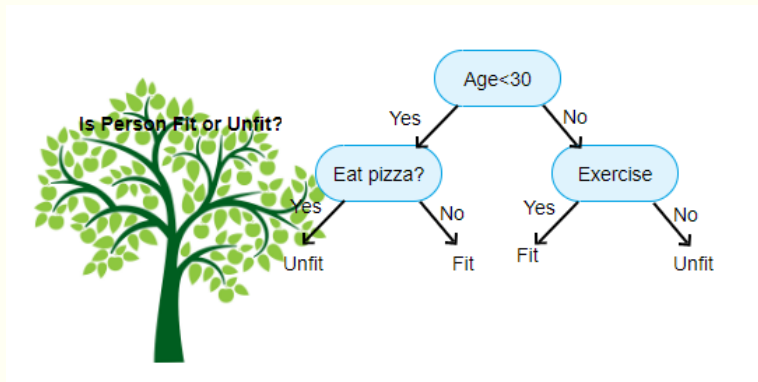 Age<30
Is Person Fit or Unfit?
Yes
No
Eat pizza?
Exercise
Yes
No
Yes
No
Unfit
Fit
Fit
Unfit